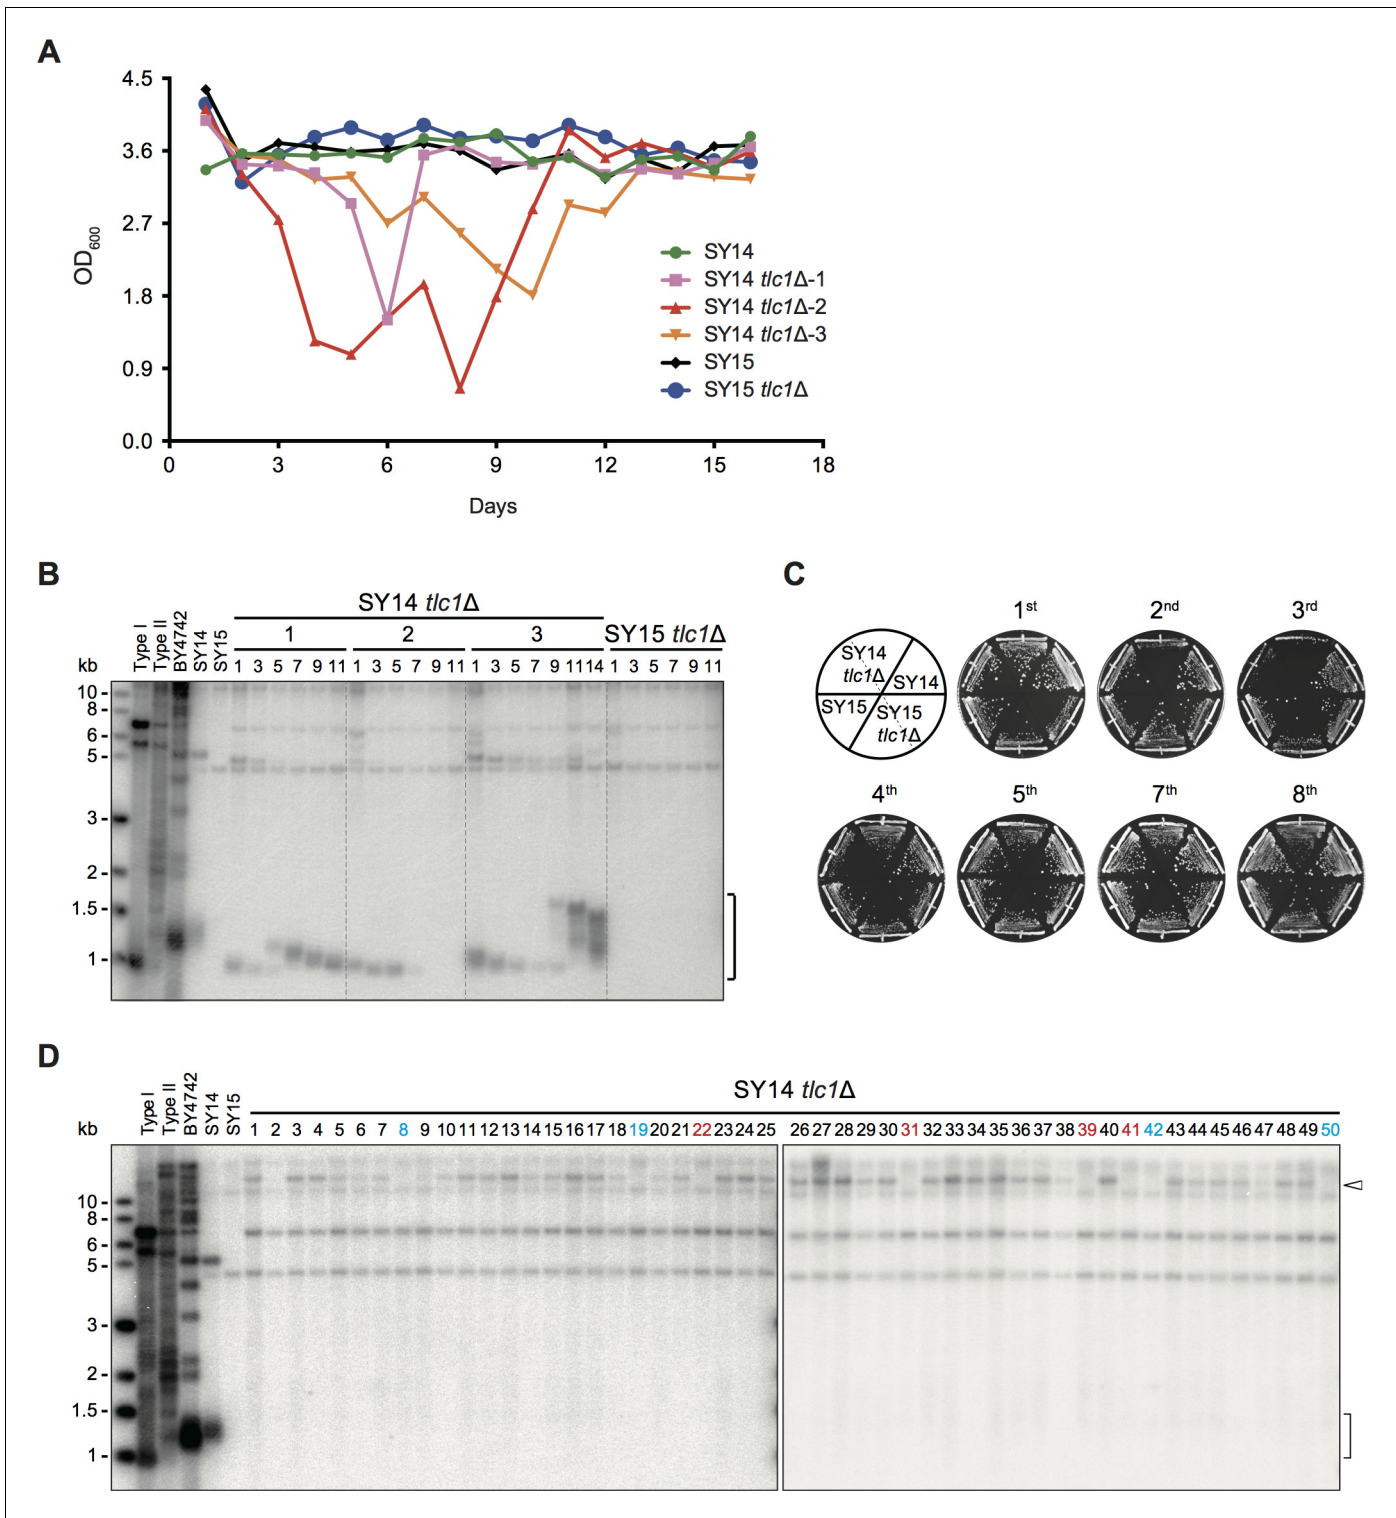 A
4.5
3.6
2.7
1.8
0.9
0.0
OD600
0 3 6 9 12 15 18
Days
SY14
SY14 tlc1Δ-1
SY14 tlc1Δ-2
SY14 tlc1Δ-3
SY15
SY15 tlc1Δ
B
SY14 tlc1Δ
1 2 3 SY15 tlc1Δ
kb Type I Type II BY4742 SY14 SY15 1 3 5 7 9 11 1 3 5 7 9 11 1 3 5 7 9 11 14 1 3 5 7 9 11
10
8
6
5
3
2
1.5
1
C
1st 2nd 3rd
SY14
tlc1Δ
SY14
SY15
SY15
tlc1Δ
4th 5th 7th 8th
D
SY14 tlc1Δ
kb Type I Type II BY4742 SY14 SY15 1 2 3 4 5 6 7 8 9 10 11 12 13 14 15 16 17 18 19 20 21 22 23 24 25 26 27 28 29 30 31 32 33 34 35 36 37 38 39 40 41 42 43 44 45 46 47 48 49 50
10
8
6
5
3
2
1.5
1